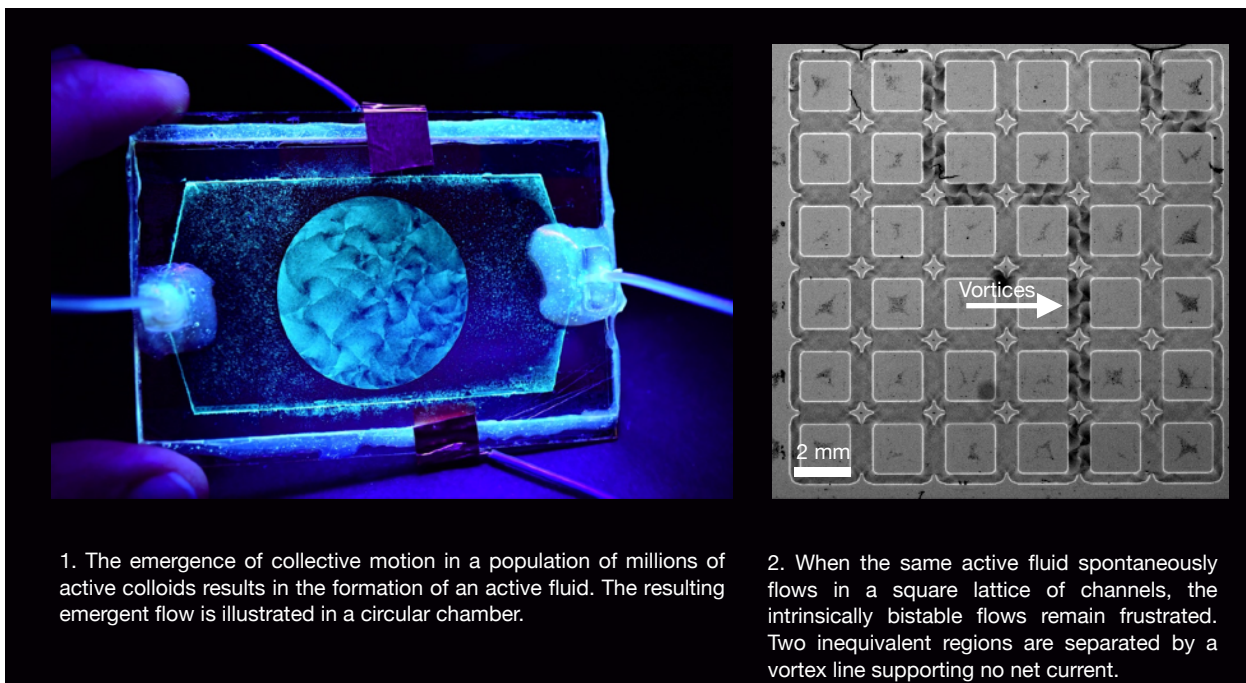 Vortices
2 mm
1. The emergence of collective motion in a population of millions of
active colloids results in the formation of an active fluid. The resulting
emergent flow is illustrated in a circular chamber.
2. When the same active fluid spontaneously
flows in a square lattice of channels, the
intrinsically bistable flows remain frustrated.
Two inequivalent regions are separated by a
vortex line supporting no net current.